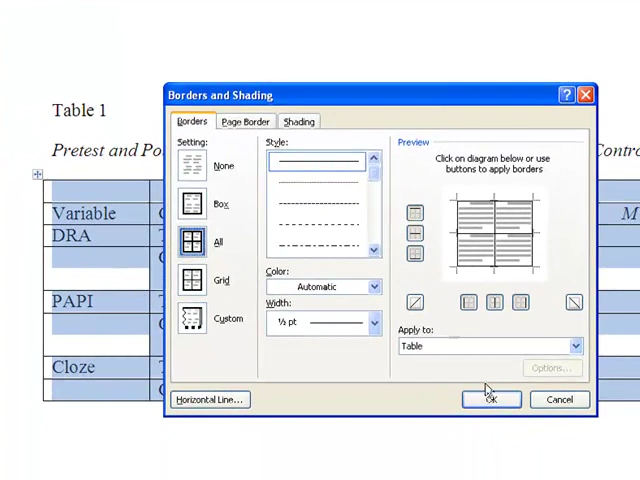 Table 1
Pretest and
Variable
M
DRA
PAPI
Cloze
Borders and Shading
Borders
Page Border
Shading
Setting:
None
Box
All
Grid
Custom
Style:
Color:
Automatic
Width:
½ pt
Preview
Click on diagram below or use
buttons to apply borders
Apply to:
Table
Options...
Horizontal Line...
OK
Cancel